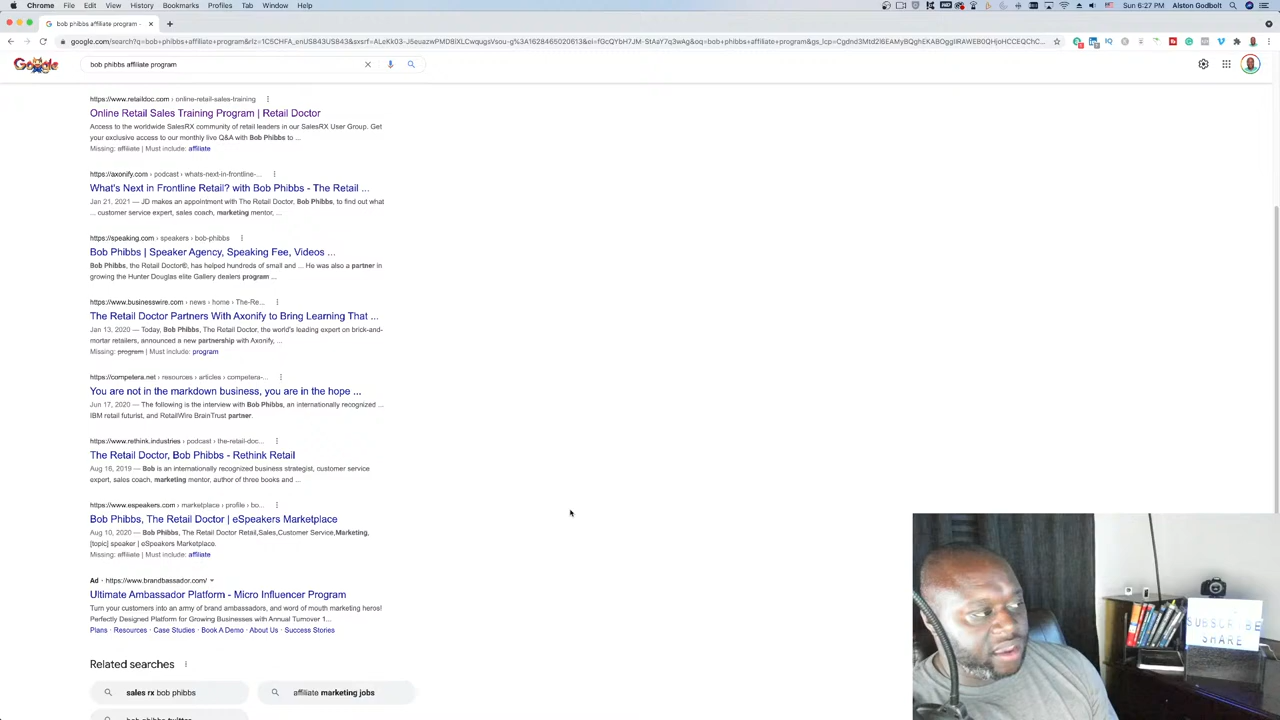 Chrome File Edit View History Bookmarks Profiles Tab Window Help
Sun 6:27 PM Alston Godbolt
bob phibbs affiliate program -
bob phibbs affiliate program
https://www.retaildoc.com › online-retail-sales-training
Online Retail Sales Training Program | Retail Doctor
Access to the worldwide SalesRX community of retail leaders in our SalesRX User Group. Get
your exclusive access to our monthly live Q&A with Bob Phibbs to ...
Missing: affiliate | Must include: affiliate
https://axonify.com › podcast › whats-next-in-frontline-...
What's Next in Frontline Retail? with Bob Phibbs - The Retail ...
Jan 21, 2021 — JD makes an appointment with The Retail Doctor, Bob Phibbs, to find out what
... customer service expert, sales coach, marketing mentor, ...
https://speaking.com › speakers › bob-phibbs
Bob Phibbs | Speaker Agency, Speaking Fee, Videos ...
Bob Phibbs, the Retail Doctor®, has helped hundreds of small and ... He was also a partner in
growing the Hunter Douglas elite Gallery dealers program ...
https://www.businesswire.com › news › home › The-Re...
The Retail Doctor Partners With Axonify to Bring Learning That ...
Jan 13, 2020 — Today, Bob Phibbs, The Retail Doctor, the world's leading expert on brick-and-
mortar retailers, announced a new partnership with Axonify, ...
Missing: program | Must include: program
https://competera.net › resources › articles › competera-...
You are not in the markdown business, you are in the hope ...
Jun 17, 2020 — The following is the interview with Bob Phibbs, an internationally recognized ...
IBM retail futurist, and RetailWire BrainTrust partner.
https://www.rethink.industries › podcast › the-retail-doc...
The Retail Doctor, Bob Phibbs - Rethink Retail
Aug 16, 2019 — Bob is an internationally recognized business strategist, customer service
expert, sales coach, marketing mentor, author of three books and ...
https://www.espeakers.com › marketplace › profile › bo...
Bob Phibbs, The Retail Doctor | eSpeakers Marketplace
Aug 10, 2020 — Bob Phibbs, The Retail Doctor Retail,Sales,Customer Service,Marketing,
[topic] speaker | eSpeakers Marketplace.
Missing: affiliate | Must include: affiliate
Ad · https://www.brandbassador.com/
Ultimate Ambassador Platform - Micro Influencer Program
Turn your customers into an army of brand ambassadors, and word of mouth marketing heros!
Perfectly Designed Platform for Growing Businesses with Annual Turnover 1...
Plans · Resources · Case Studies · Book A Demo · About Us · Success Stories
Related searches
sales rx bob phibbs
affiliate marketing jobs
bob phibbs twitter
SUBSCRIBE
SHARE